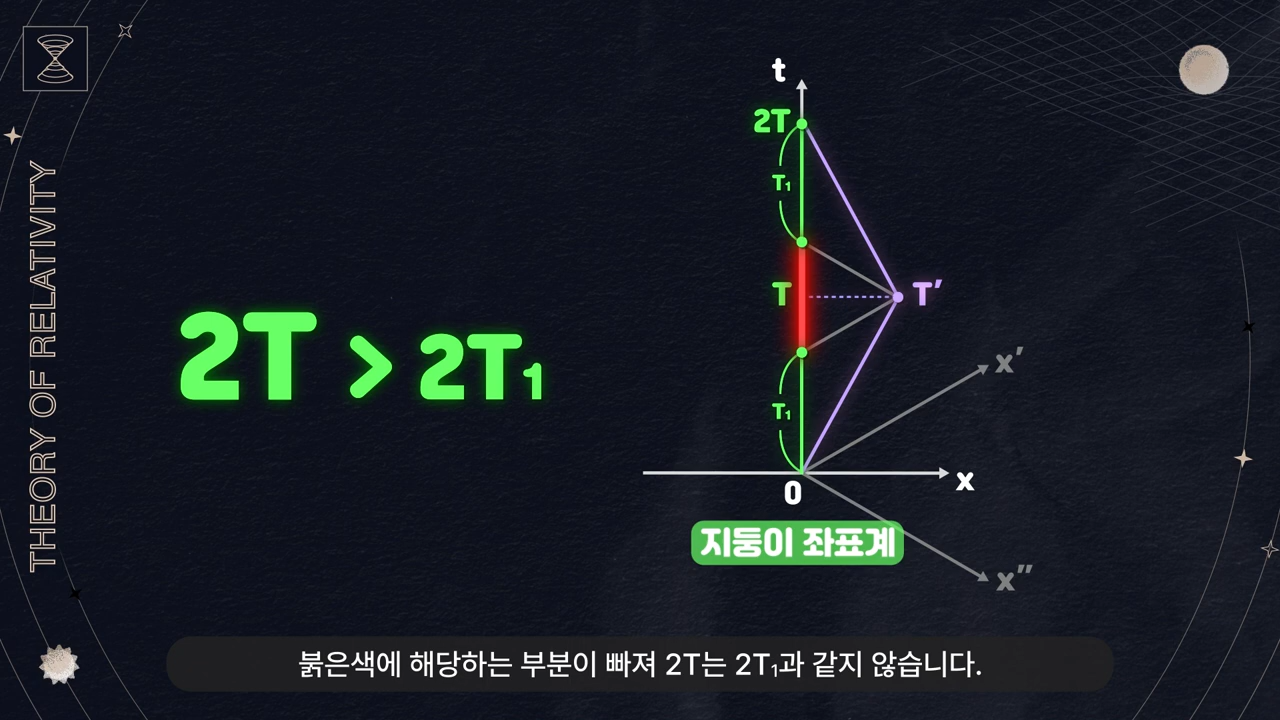 THEORY OF RELATIVITY
2T > 2T₁
t
2T
T₁
T
T′
T₁
x′
x
0
지둥이 좌표계
x″
붉은색에 해당하는 부분이 빠져 2T는 2T₁과 같지 않습니다.